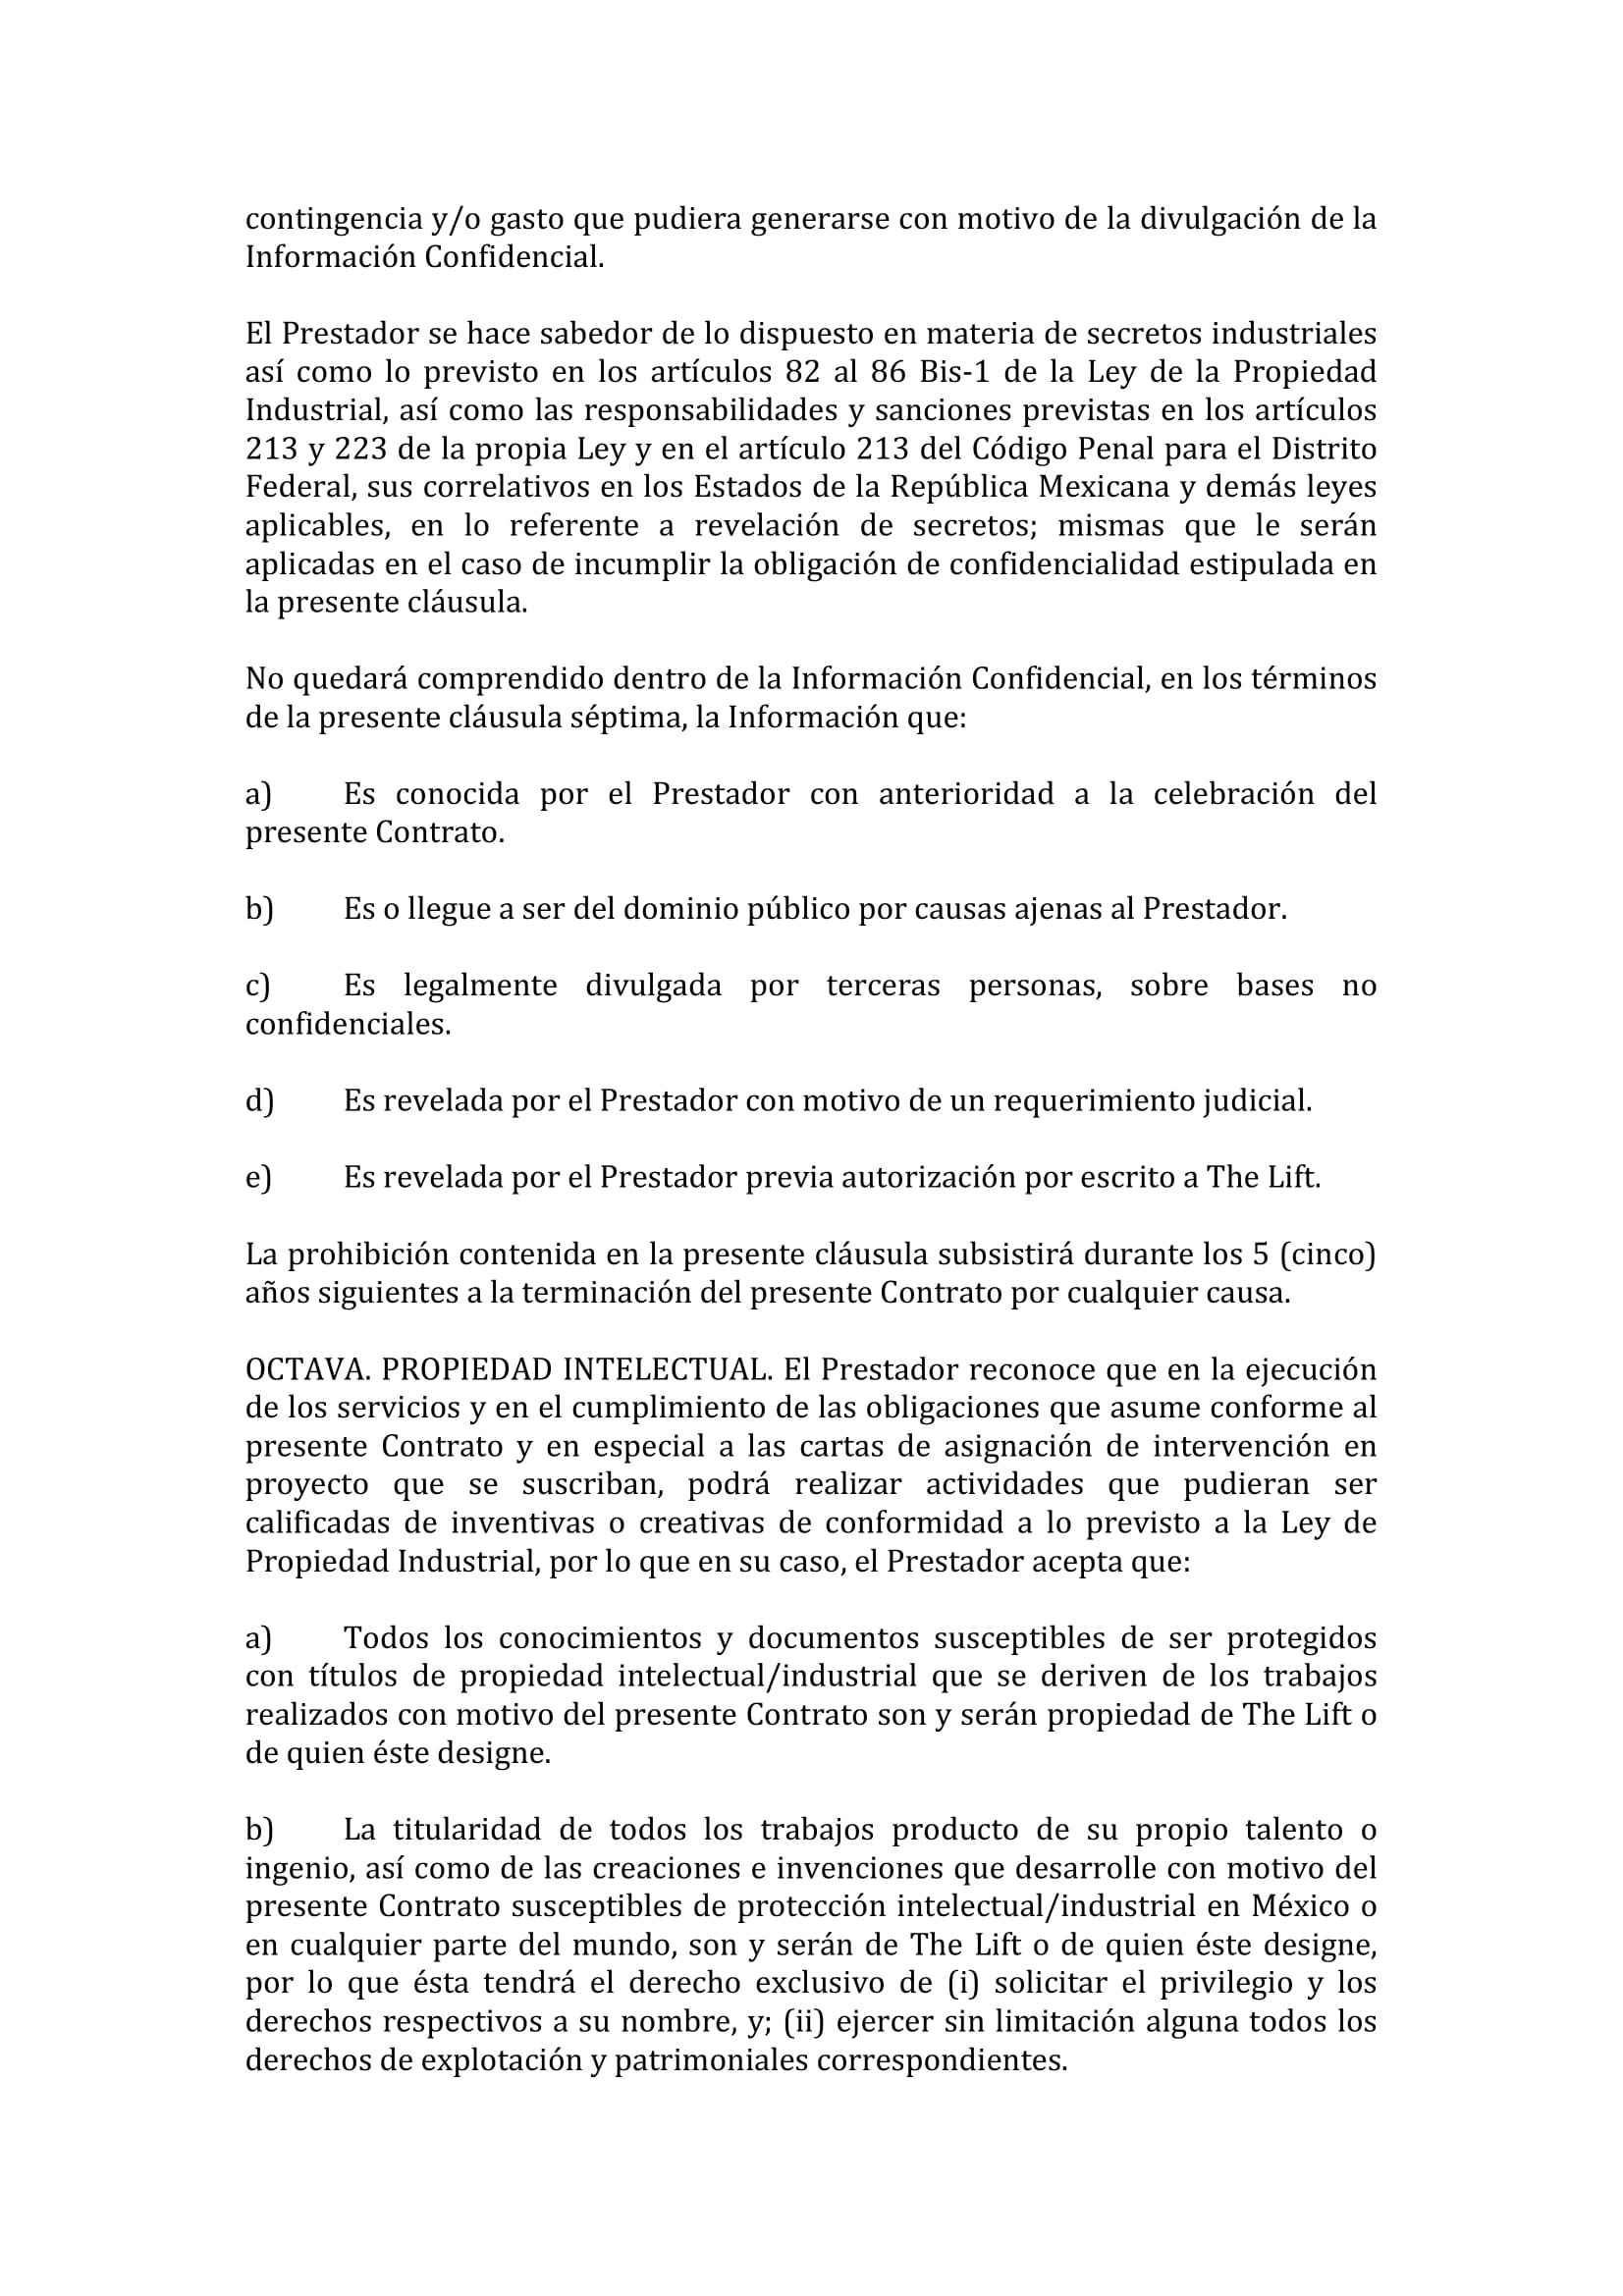 contingencia y/o gasto que pudiera generarse con motivo de la divulgación de la
Información Confidencial.
El Prestador se hace sabedor de lo dispuesto en materia de secretos industriales
así como lo previsto en los artículos 82 al 86 Bis-1 de la Ley de la Propiedad
Industrial, así como las responsabilidades y sanciones previstas en los artículos
213 y 223 de la propia Ley y en el artículo 213 del Código Penal para el Distrito
Federal, sus correlativos en los Estados de la República Mexicana y demás leyes
aplicables, en lo referente a revelación de secretos; mismas que le serán
aplicadas en el caso de incumplir la obligación de confidencialidad estipulada en
la presente cláusula.
No quedará comprendido dentro de la Información Confidencial, en los términos
de la presente cláusula séptima, la Información que:
a) Es conocida por el Prestador con anterioridad a la celebración del
presente Contrato.
b) Es o llegue a ser del dominio público por causas ajenas al Prestador.
c) Es legalmente divulgada por terceras personas, sobre bases no
confidenciales.
d) Es revelada por el Prestador con motivo de un requerimiento judicial.
e) Es revelada por el Prestador previa autorización por escrito a The Lift.
La prohibición contenida en la presente cláusula subsistirá durante los 5 (cinco)
años siguientes a la terminación del presente Contrato por cualquier causa.
OCTAVA. PROPIEDAD INTELECTUAL. El Prestador reconoce que en la ejecución
de los servicios y en el cumplimiento de las obligaciones que asume conforme al
presente Contrato y en especial a las cartas de asignación de intervención en
proyecto que se suscriban, podrá realizar actividades que pudieran ser
calificadas de inventivas o creativas de conformidad a lo previsto a la Ley de
Propiedad Industrial, por lo que en su caso, el Prestador acepta que:
a) Todos los conocimientos y documentos susceptibles de ser protegidos
con títulos de propiedad intelectual/industrial que se deriven de los trabajos
realizados con motivo del presente Contrato son y serán propiedad de The Lift o
de quien éste designe.
b) La titularidad de todos los trabajos producto de su propio talento o
ingenio, así como de las creaciones e invenciones que desarrolle con motivo del
presente Contrato susceptibles de protección intelectual/industrial en México o
en cualquier parte del mundo, son y serán de The Lift o de quien éste designe,
por lo que ésta tendrá el derecho exclusivo de (i) solicitar el privilegio y los
derechos respectivos a su nombre, y; (ii) ejercer sin limitación alguna todos los
derechos de explotación y patrimoniales correspondientes.